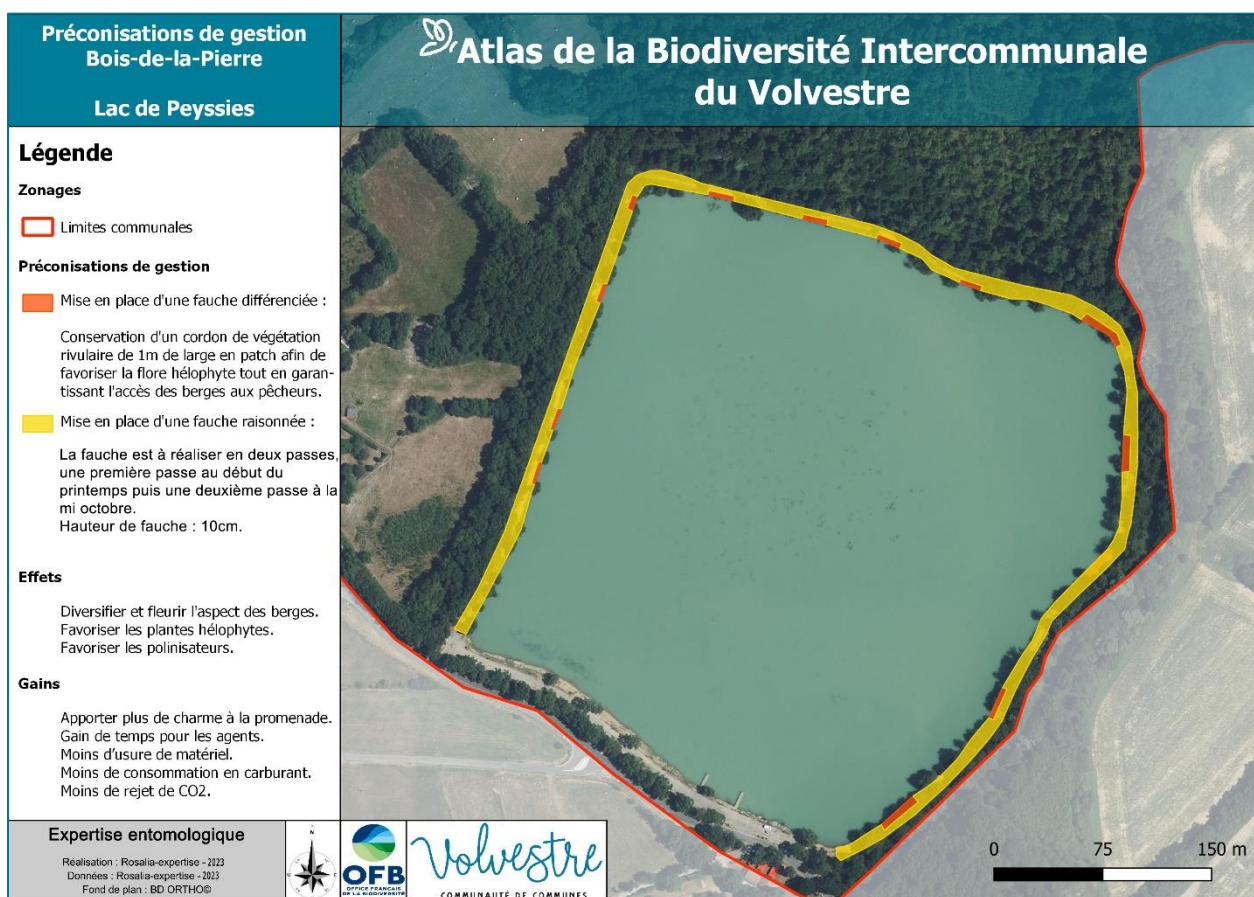 Préconisations de gestion
Bois-de-la-Pierre
Lac de Peyssies
Atlas de la Biodiversité Intercommunale
du Volvestre
Légende
Zonages
Limites communales
Préconisations de gestion
Mise en place d'une fauche différenciée :
Conservation d'un cordon de végétation
rivulaire de 1m de large en patch afin de
favoriser la flore hélophyte tout en garan-
tissant l'accès des berges aux pêcheurs.
Mise en place d'une fauche raisonnée :
La fauche est à réaliser en deux passes,
une première passe au début du
printemps puis une deuxième passe à la
mi octobre.
Hauteur de fauche : 10cm.
Effets
Diversifier et fleurir l'aspect des berges.
Favoriser les plantes hélophytes.
Favoriser les polinisateurs.
Gains
Apporter plus de charme à la promenade.
Gain de temps pour les agents.
Moins d'usure de matériel.
Moins de consommation en carburant.
Moins de rejet de CO2.
Expertise entomologique
Réalisation : Rosalia-expertise - 2023
Données : Rosalia-expertise - 2023
Fond de plan : BD ORTHO©
N
OFB
OFFICE FRANÇAIS
DE LA BIODIVERSITÉ
Volvestre
COMMUNAUTÉ DE COMMUNES
0 75 150 m